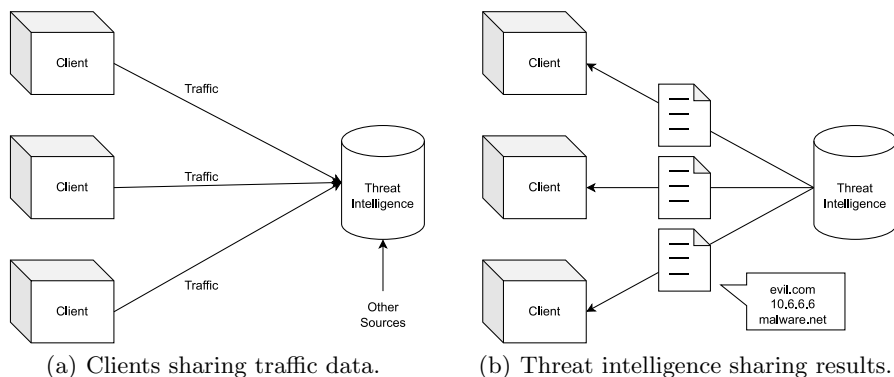 Client
Traffic
Client
Traffic
Threat
Intelligence
Client
Traffic
Other
Sources
(a) Clients sharing traffic data.
Client
Client
Threat
Intelligence
Client
evil.com
10.6.6.6
malware.net
(b) Threat intelligence sharing results.